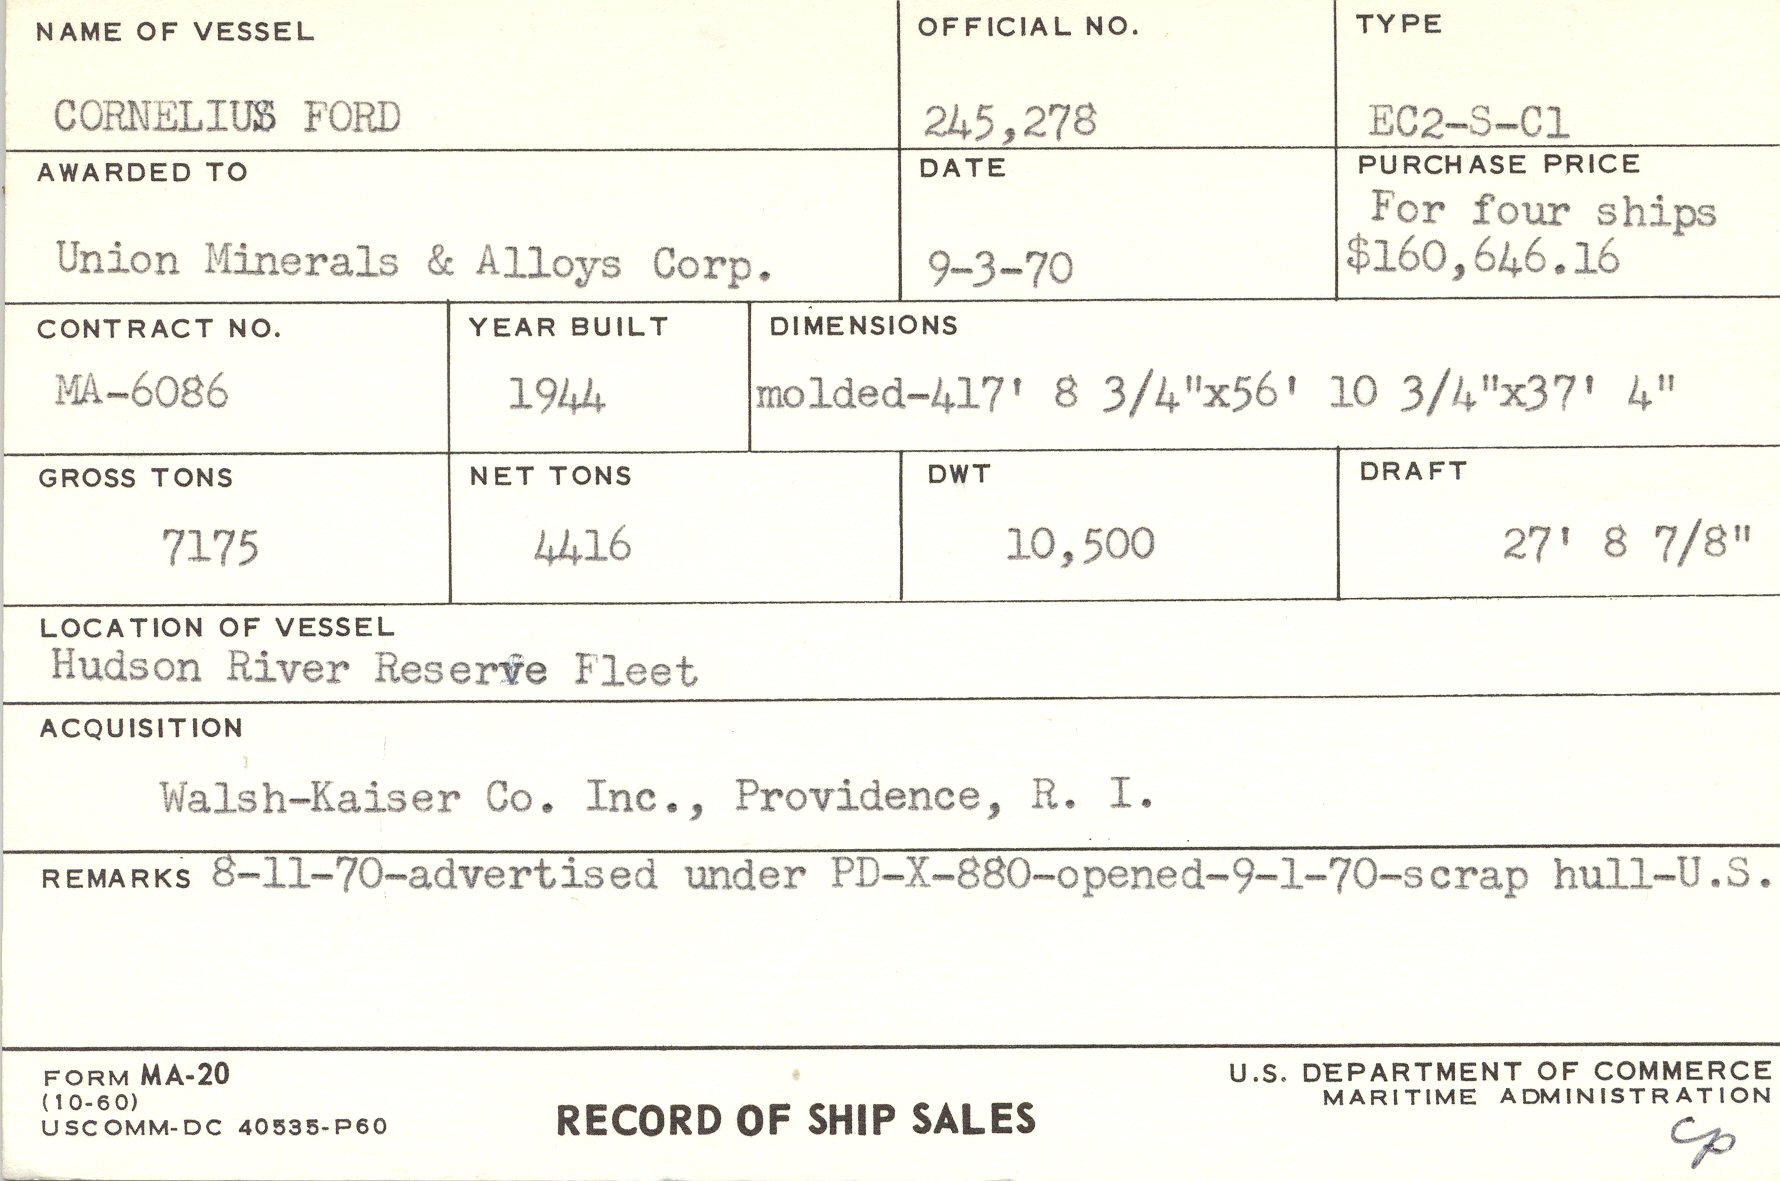 NAME OF VESSEL OFFICIAL NO. TYPE
CORNELIUS FORD 245,278 EC2-S-C1
AWARDED TO DATE PURCHASE PRICE
For four ships
Union Minerals & Alloys Corp. 9-3-70 $160,646.16
CONTRACT NO. YEAR BUILT DIMENSIONS
MA-6086 1944 molded-417' 8 3/4"x56' 10 3/4"x37' 4"
GROSS TONS NET TONS DWT DRAFT
7175 4416 10,500 27' 8 7/8"
LOCATION OF VESSEL
Hudson River Reserve Fleet
ACQUISITION
Walsh-Kaiser Co. Inc., Providence, R. I.
REMARKS 8-11-70-advertised under PD-X-880-opened-9-1-70-scrap hull-U.S.
FORM MA-20
(10-60)
USCOMM-DC 40535-P60
RECORD OF SHIP SALES
U.S. DEPARTMENT OF COMMERCE
MARITIME ADMINISTRATION
cp